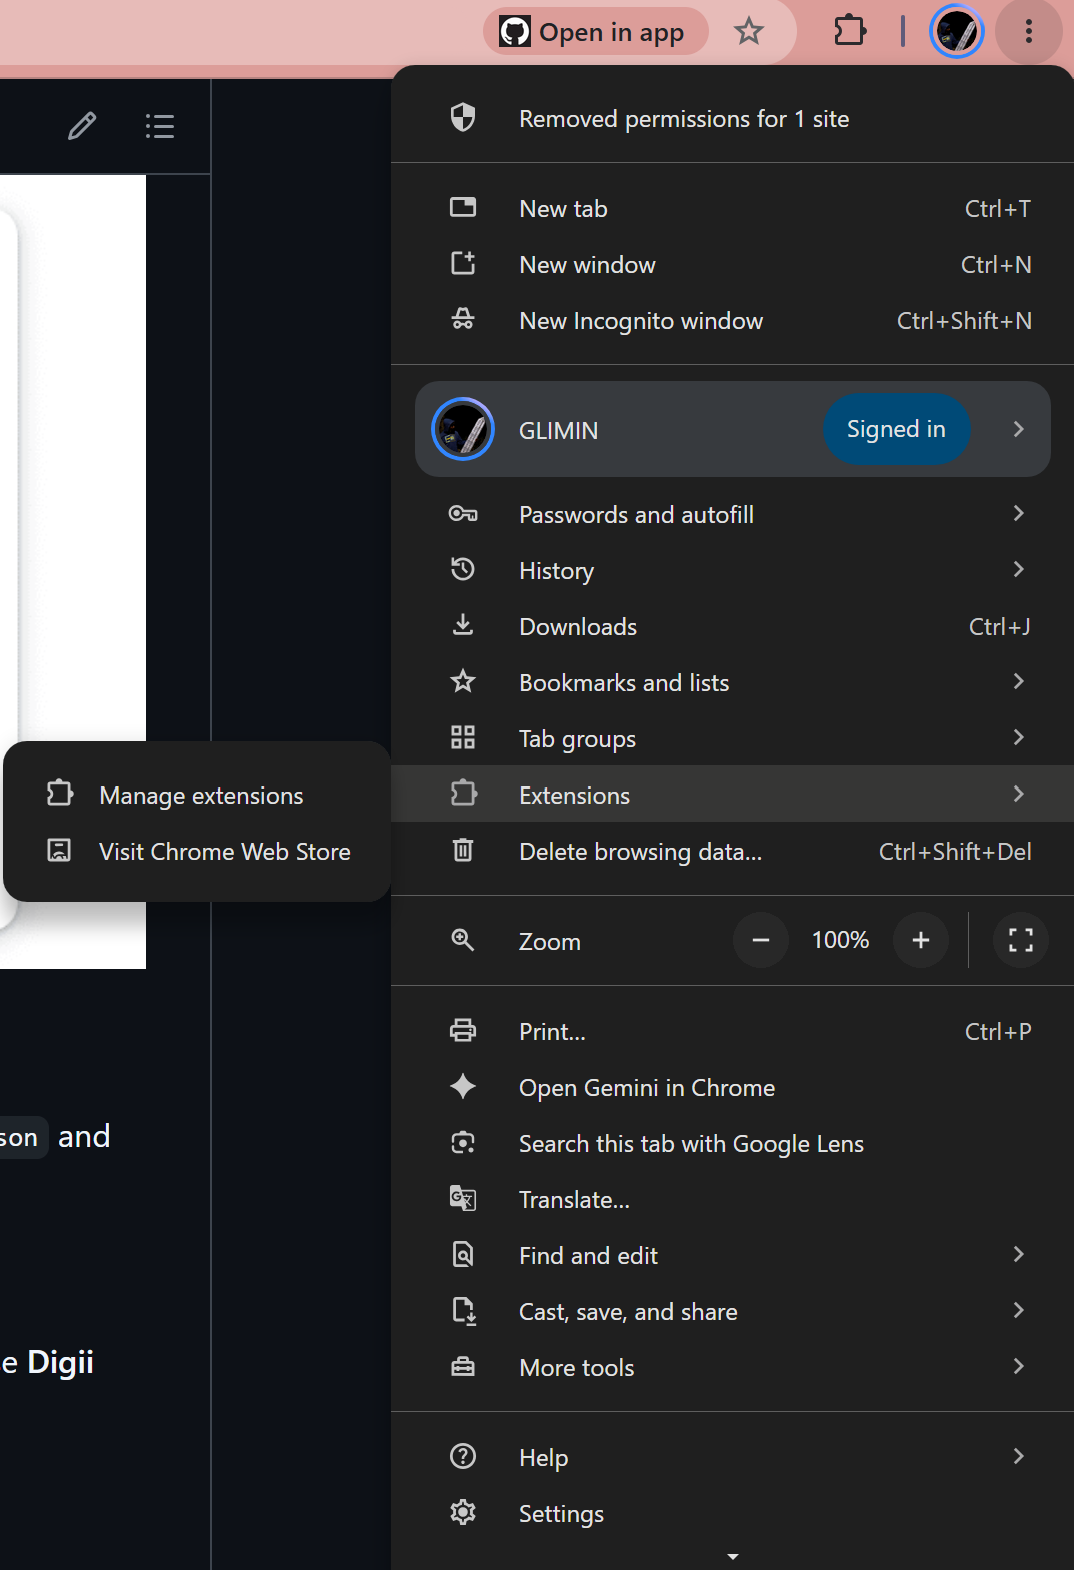 Open in app
Removed permissions for 1 site
New tab Ctrl+T
New window Ctrl+N
New Incognito window Ctrl+Shift+N
GLIMIN Signed in
Passwords and autofill
History
Downloads Ctrl+J
Bookmarks and lists
Tab groups
Extensions
Manage extensions
Visit Chrome Web Store
Delete browsing data... Ctrl+Shift+Del
Zoom − 100% +
Print... Ctrl+P
Open Gemini in Chrome
Search this tab with Google Lens
Translate...
Find and edit
Cast, save, and share
More tools
Help
Settings
son and
e Digii